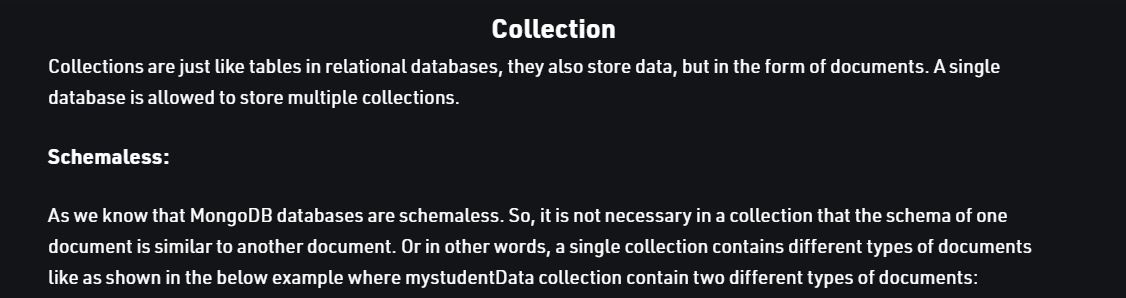 Collection
Collections are just like tables in relational databases, they also store data, but in the form of documents. A single
database is allowed to store multiple collections.
Schemaless:
As we know that MongoDB databases are schemaless. So, it is not necessary in a collection that the schema of one
document is similar to another document. Or in other words, a single collection contains different types of documents
like as shown in the below example where mystudentData collection contain two different types of documents: